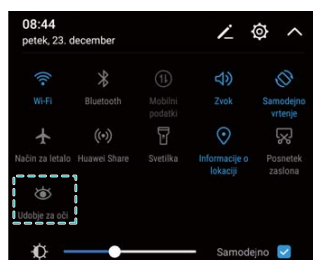 08:44
petek, 23. december
Wi-Fi
Bluetooth
Mobilni
podatki
Zvok
Samodejno
vrtenje
Način za letalo
Huawei Share
Svetilka
Informacije o
lokaciji
Posnetek
zaslona
Udobje za oči
Samodejno